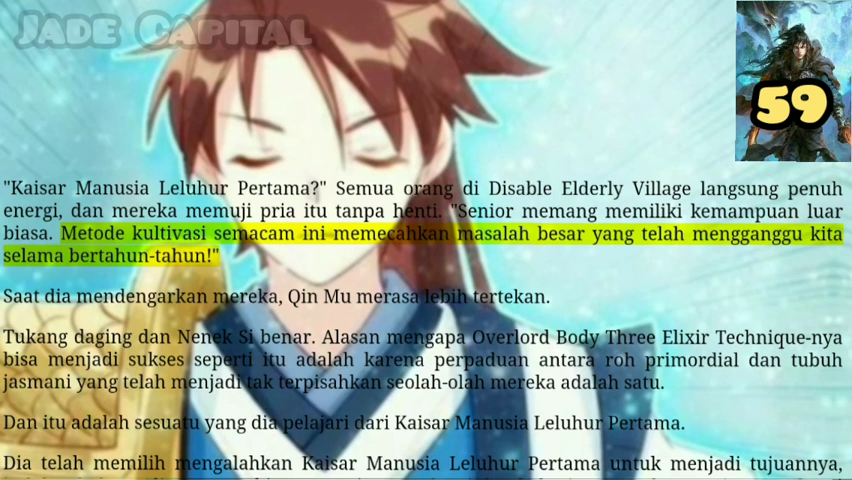 JADE CAPITAL
59
"Kaisar Manusia Leluhur Pertama?" Semua orang di Disable Elderly Village langsung penuh
energi, dan mereka memuji pria itu tanpa henti. "Senior memang memiliki kemampuan luar
biasa. Metode kultivasi semacam ini memecahkan masalah besar yang telah mengganggu kita
selama bertahun-tahun!"
Saat dia mendengarkan mereka, Qin Mu merasa lebih tertekan.
Tukang daging dan Nenek Si benar. Alasan mengapa Overlord Body Three Elixir Technique-nya
bisa menjadi sukses seperti itu adalah karena perpaduan antara roh primordial dan tubuh
jasmani yang telah menjadi tak terpisahkan seolah-olah mereka adalah satu.
Dan itu adalah sesuatu yang dia pelajari dari Kaisar Manusia Leluhur Pertama.
Dia telah memilih mengalahkan Kaisar Manusia Leluhur Pertama untuk menjadi tujuannya,